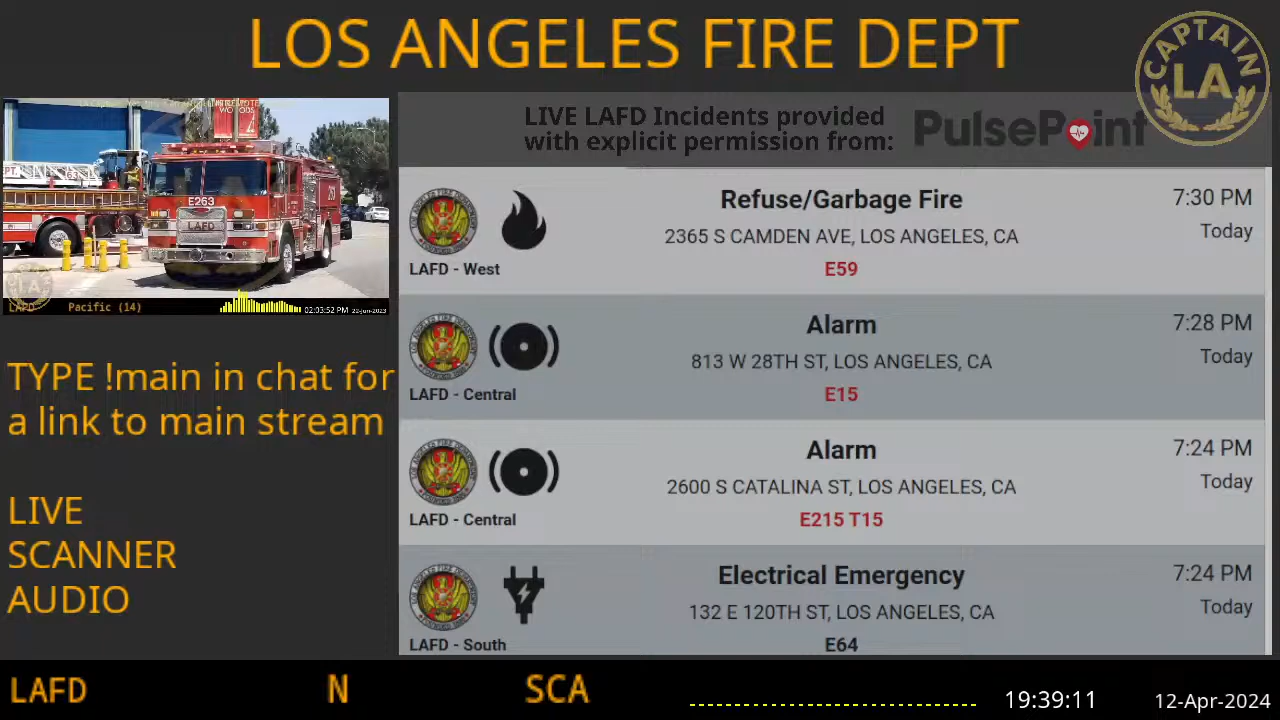 LOS ANGELES FIRE DEPT
CAPTAIN
LA
LIVE LAFD Incidents provided
with explicit permission from:
PulsePoint
E263
LAFD
Pacific (14)
02:03:52 PM
TYPE !main in chat for
a link to main stream
LIVE
SCANNER
AUDIO
Refuse/Garbage Fire
7:30 PM
2365 S CAMDEN AVE, LOS ANGELES, CA
Today
LAFD - West
E59
Alarm
7:28 PM
813 W 28TH ST, LOS ANGELES, CA
Today
LAFD - Central
E15
Alarm
7:24 PM
2600 S CATALINA ST, LOS ANGELES, CA
Today
LAFD - Central
E215 T15
Electrical Emergency
7:24 PM
132 E 120TH ST, LOS ANGELES, CA
Today
LAFD - South
E64
LAFD N SCA
19:39:11
12-Apr-2024